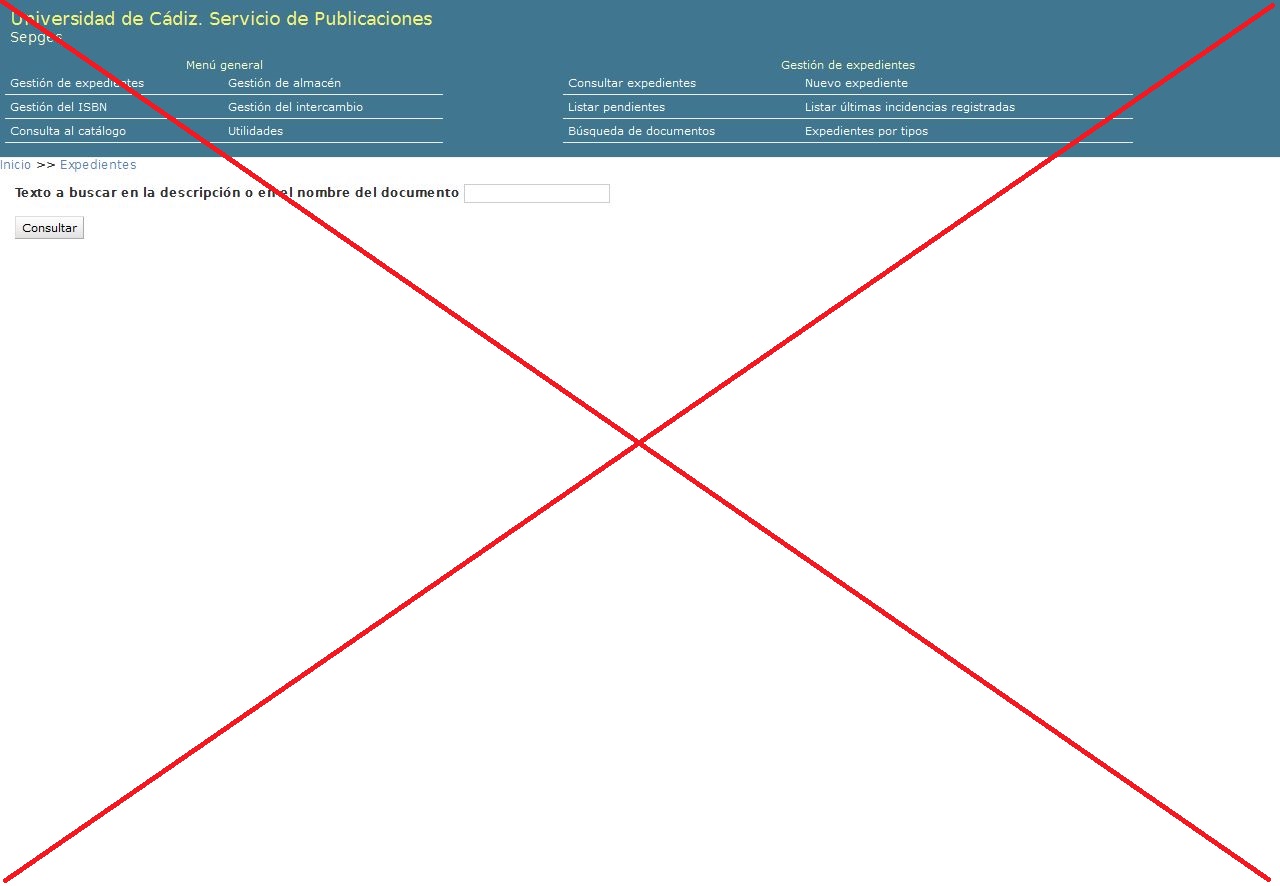 Universidad de Cádiz. Servicio de Publicaciones
Sepges
Menú general
Gestión de expedientes Gestión de almacén
Gestión del ISBN Gestión del intercambio
Consulta al catálogo Utilidades
Gestión de expedientes
Consultar expedientes Nuevo expediente
Listar pendientes Listar últimas incidencias registradas
Búsqueda de documentos Expedientes por tipos
Inicio >> Expedientes
Texto a buscar en la descripción o en el nombre del documento
Consultar